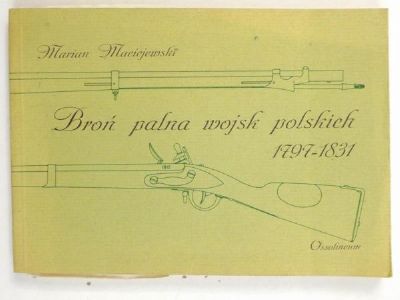 Marian Maciejewski
Broń palna wojsk polskich
1797-1831
Ossolineum